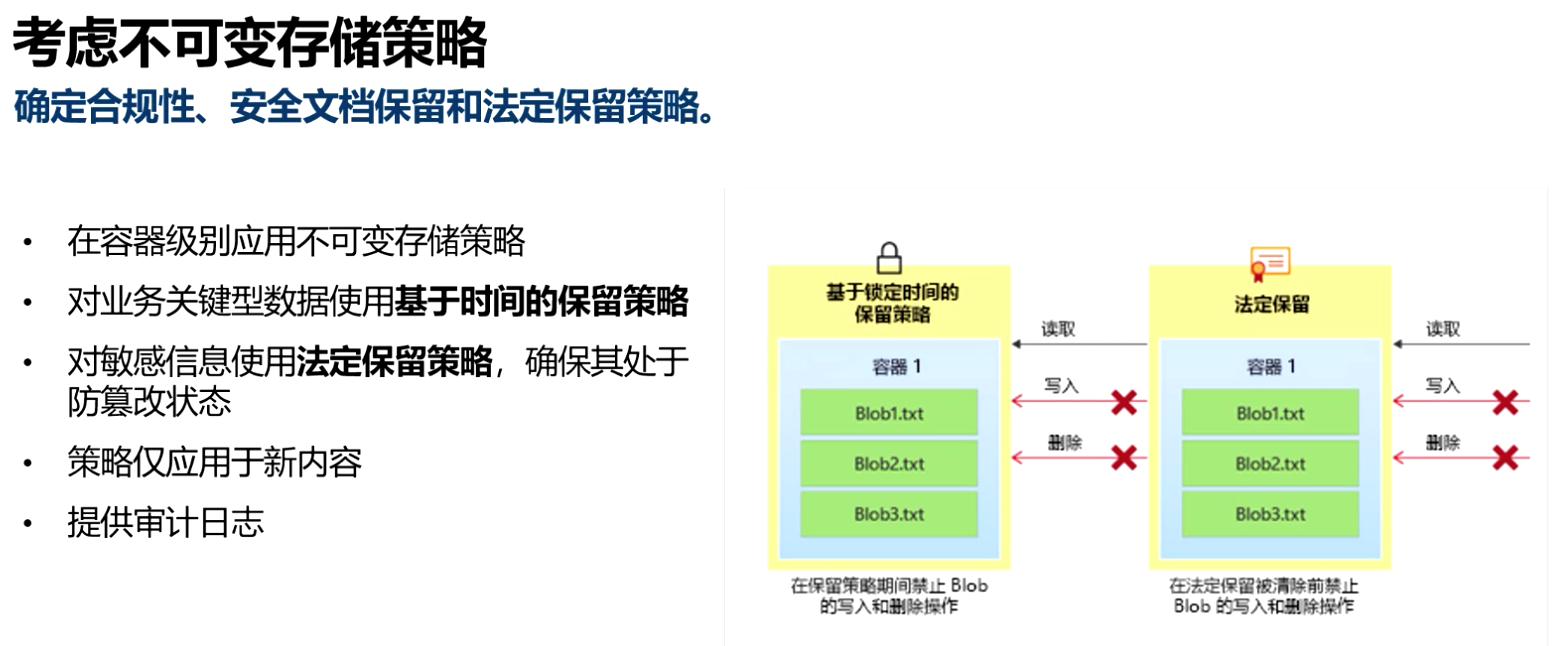 考虑不可变存储策略
确定合规性、安全文档保留和法定保留策略。
• 在容器级别应用不可变存储策略
• 对业务关键型数据使用基于时间的保留策略
• 对敏感信息使用法定保留策略，确保其处于
防篡改状态
• 策略仅应用于新内容
• 提供审计日志
基于锁定时间的
保留策略
容器 1
Blob1.txt
Blob2.txt
Blob3.txt
在保留策略期间禁止 Blob
的写入和删除操作
读取
写入
删除
法定保留
容器 1
Blob1.txt
Blob2.txt
Blob3.txt
在法定保留被清除前禁止
Blob 的写入和删除操作
读取
写入
删除